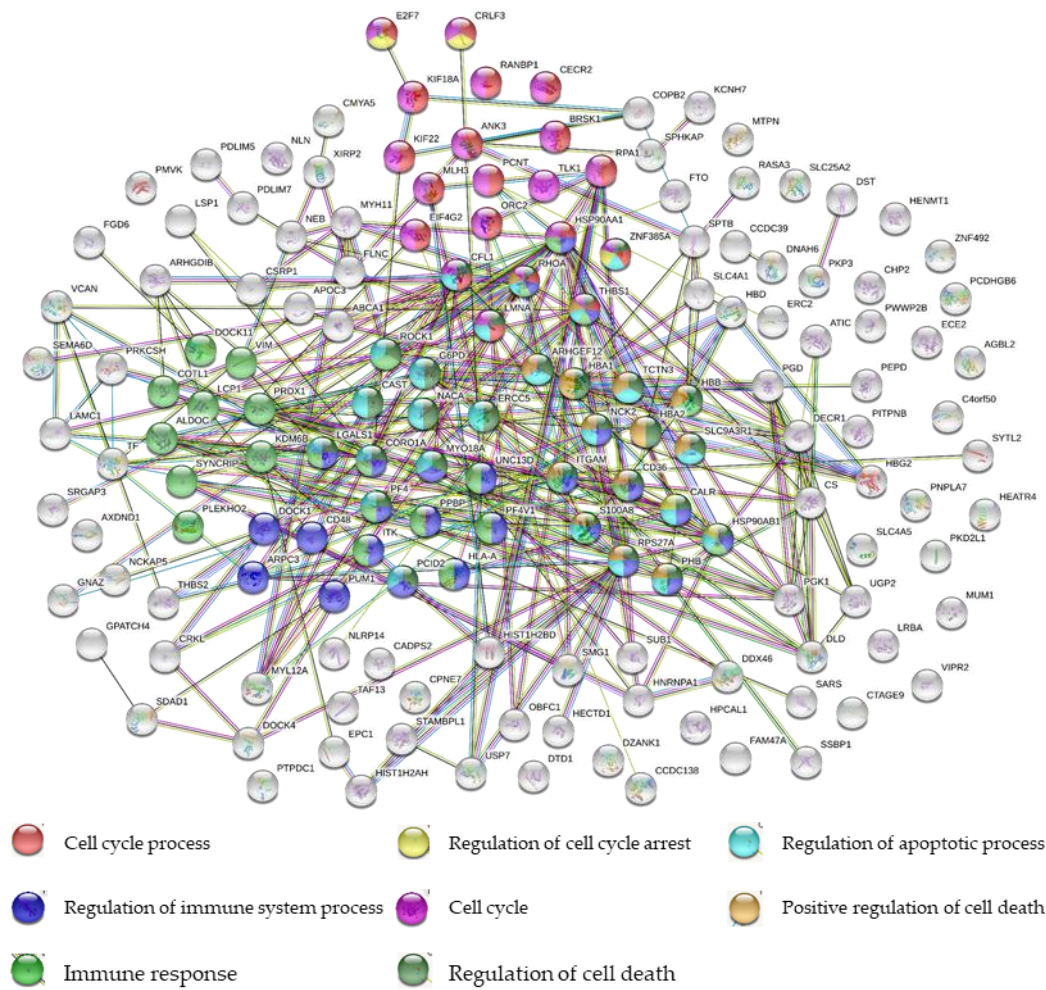 E2F7
CRLF3
RANBP1
CECR2
KIF18A
COPB2
KCNH7
CMYA5
MTPN
ANK3
BRSK1
SPHKAP
NLN
PDLIM5
XIRP2
KIF22
RPA1
PCNT
TLK1
MLH3
RASA3
SLC25A2
PMVK
FTO
DST
PDLIM7
LSP1
MYH11
ORC2
HENMT1
EIF4G2
HSP90AA1
NEB
FGD6
SPTB
CCDC39
ZNF385A
ZNF492
DNAH6
FLNC
CFL1
RHOA
ARHGDIB
PKP3
CHP2
CSRP1
SLC4A1
PCDHGB6
VCAN
APOC3
HBD
THBS1
ERC2
ABCA1
LMNA
PWWP2B
ATIC
ECE2
DOCK11
VIM
ROCK1
SEMA6D
PRKCSH
G6PD
ARHGEF12
HBA1
TCTN3
AGBL2
COTL1
LCP1
PRDX1
CAST
HBB
PGD
PEPD
NACA
ERCC5
ALDOC
NCK2
HBA2
C4orf50
LAMC1
KDM6B
LGALS1
CORO1A
SLC9A3R1
DECR1
PITPNB
TF
SYNCRIP
MYO18A
UNC13D
ITGAM
CD36
HBG2
SYTL2
SRGAP3
PF4
CALR
CS
PNPLA7
HEATR4
PLEKHO2
DOCK1
PPBP
PF4V1
S100A8
AXDND1
CD48
ITK
HSP90AB1
SLC4A5
PKD2L1
NCKAP5
ARPC3
PCID2
HLA-A
RPS27A
PHB
GNAZ
THBS2
PUM1
PGK1
UGP2
MUM1
GPATCH4
CRKL
NLRP14
CADPS2
HIST1H2BD
SMG1
SUB1
DLD
LRBA
DDX46
VIPR2
MYL12A
CPNE7
TAF13
HNRNPA1
SARS
CTAGE9
SDAD1
DOCK4
OBFC1
HECTD1
HPCAL1
STAMBPL1
EPC1
FAM47A
SSBP1
PTPDC1
HIST1H2AH
USP7
DTD1
DZANK1
CCDC138
Cell cycle process
Regulation of cell cycle arrest
Regulation of apoptotic process
Regulation of immune system process
Cell cycle
Positive regulation of cell death
Immune response
Regulation of cell death